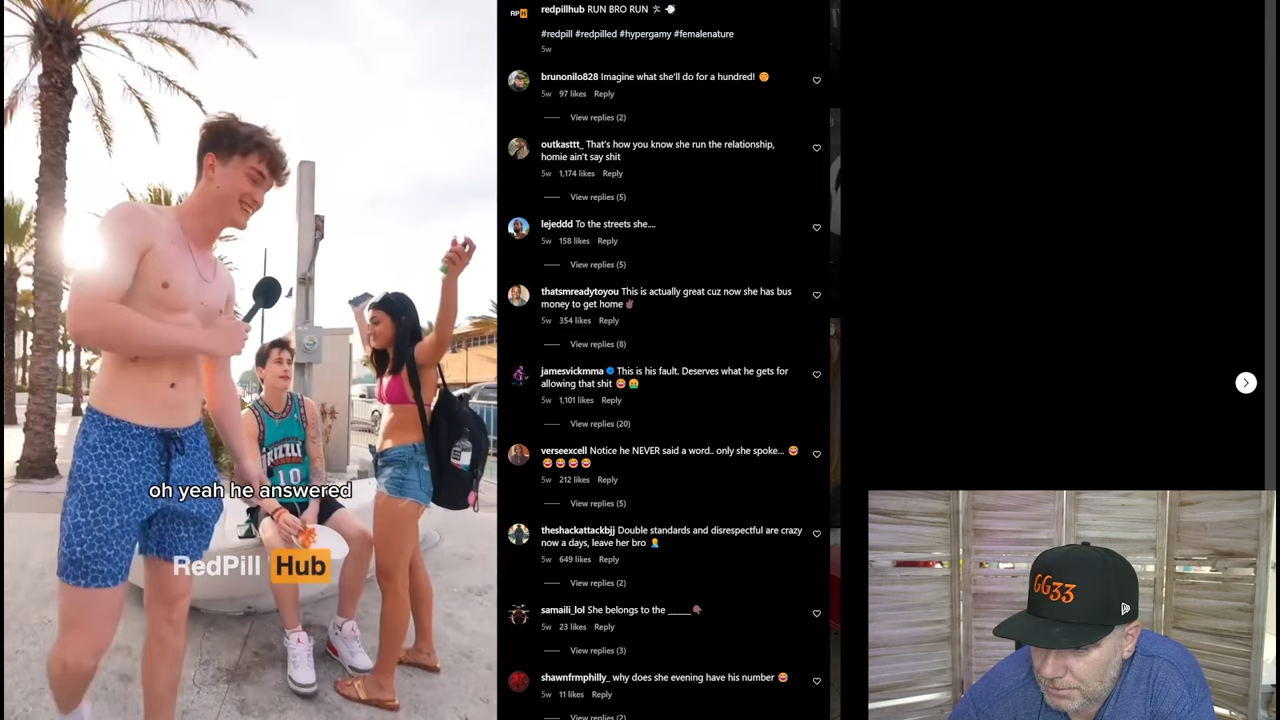 RPH
redpillhub RUN BRO RUN
#redpill #redpilled #hypergamy #femalenature
5w
brunonilo828 Imagine what she'll do for a hundred!
5w 97 likes Reply
View replies (2)
outkasttt_ That's how you know she run the relationship,
homie ain't say shit
5w 1,174 likes Reply
View replies (5)
lejeddd To the streets she....
5w 158 likes Reply
View replies (5)
thatsmreadytoyou This is actually great cuz now she has bus
money to get home
5w 354 likes Reply
View replies (8)
jamesvickmma This is his fault. Deserves what he gets for
allowing that shit
5w 1,101 likes Reply
View replies (20)
verseexcell Notice he NEVER said a word.. only she spoke...
5w 212 likes Reply
View replies (5)
theshackattackbjj Double standards and disrespectful are crazy
now a days, leave her bro
5w 649 likes Reply
View replies (2)
samaili_lol She belongs to the _____
5w 23 likes Reply
View replies (3)
shawnfrmphilly_ why does she evening have his number
5w 11 likes Reply
View replies (2)
GRIZZLIE
10
oh yeah he answered
RedPill Hub
GG33